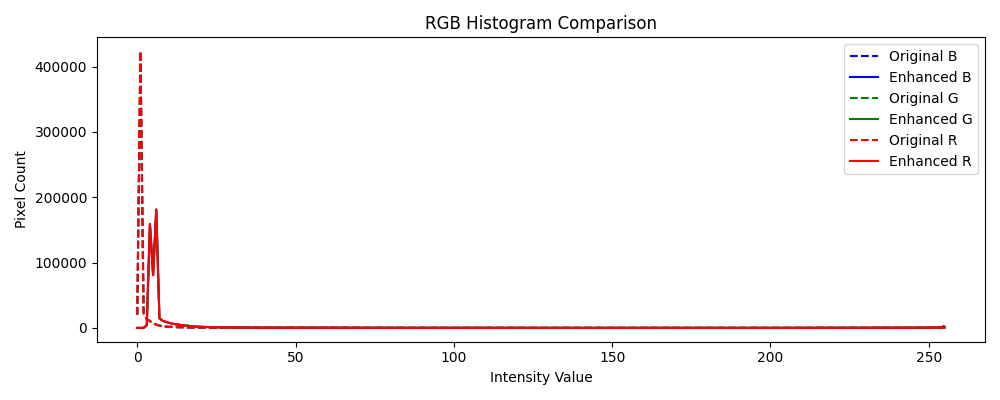 RGB Histogram Comparison
Original B
Enhanced B
Original G
Enhanced G
Original R
Enhanced R
400000
300000
200000
100000
0
Pixel Count
0 50 100 150 200 250
Intensity Value